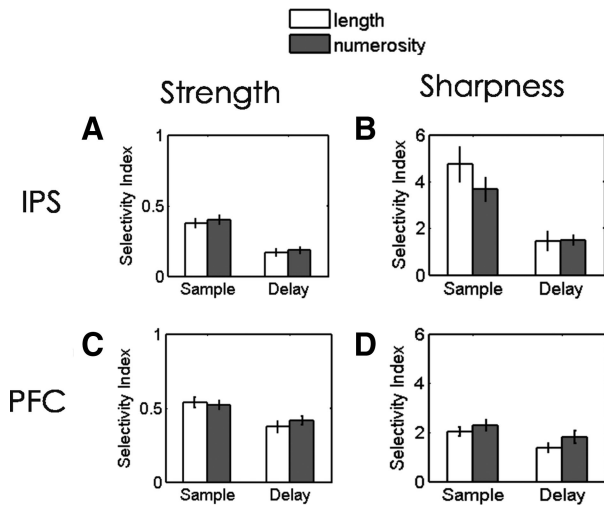 length
numerosity
Strength
Sharpness
A
B
IPS
Selectivity Index
1
0.5
0
Sample Delay
Selectivity Index
6
4
2
0
Sample Delay
C
D
PFC
Selectivity Index
1
0.5
0
Sample Delay
Selectivity Index
6
4
2
0
Sample Delay